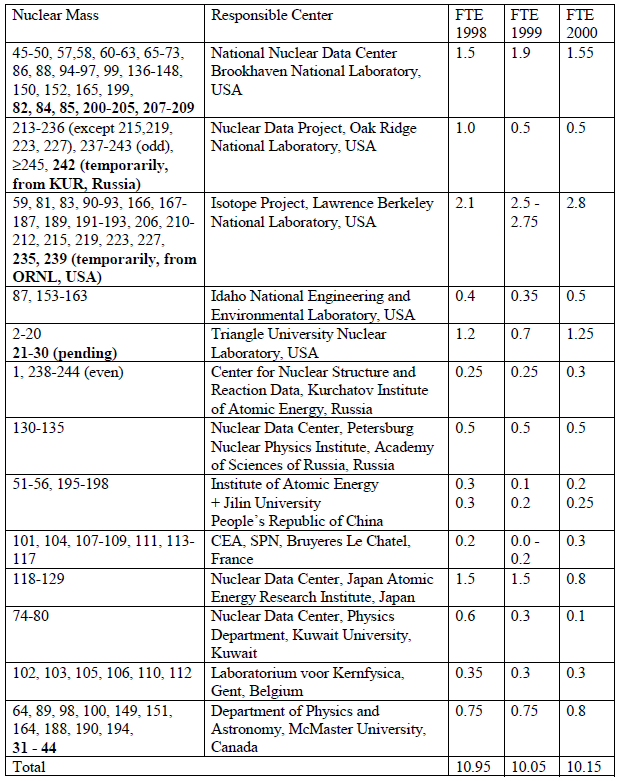 Nuclear Mass Responsible Center FTE 1998 FTE 1999 FTE 2000
45-50, 57,58, 60-63, 65-73,
86, 88, 94-97, 99, 136-148,
150, 152, 165, 199,
82, 84, 85, 200-205, 207-209
National Nuclear Data Center
Brookhaven National Laboratory,
USA
1.5 1.9 1.55
213-236 (except 215,219,
223, 227), 237-243 (odd),
≥245, 242 (temporarily,
from KUR, Russia)
Nuclear Data Project, Oak Ridge
National Laboratory, USA
1.0 0.5 0.5
59, 81, 83, 90-93, 166, 167-
187, 189, 191-193, 206, 210-
212, 215, 219, 223, 227,
235, 239 (temporarily, from
ORNL, USA)
Isotope Project, Lawrence Berkeley
National Laboratory, USA
2.1 2.5 - 2.75 2.8
87, 153-163
Idaho National Engineering and
Environmental Laboratory, USA
0.4 0.35 0.5
2-20
21-30 (pending)
Triangle University Nuclear
Laboratory, USA
1.2 0.7 1.25
1, 238-244 (even)
Center for Nuclear Structure and
Reaction Data, Kurchatov Institute
of Atomic Energy, Russia
0.25 0.25 0.3
130-135
Nuclear Data Center, Petersburg
Nuclear Physics Institute, Academy
of Sciences of Russia, Russia
0.5 0.5 0.5
51-56, 195-198
Institute of Atomic Energy
+ Jilin University
People's Republic of China
0.3 0.1 0.2
0.3 0.2 0.25
101, 104, 107-109, 111, 113-
117
CEA, SPN, Bruyeres Le Chatel,
France
0.2 0.0 - 0.2 0.3
118-129
Nuclear Data Center, Japan Atomic
Energy Research Institute, Japan
1.5 1.5 0.8
74-80
Nuclear Data Center, Physics
Department, Kuwait University,
Kuwait
0.6 0.3 0.1
102, 103, 105, 106, 110, 112
Laboratorium voor Kernfysica,
Gent, Belgium
0.35 0.3 0.3
64, 89, 98, 100, 149, 151,
164, 188, 190, 194,
31 - 44
Department of Physics and
Astronomy, McMaster University,
Canada
0.75 0.75 0.8
Total 10.95 10.05 10.15